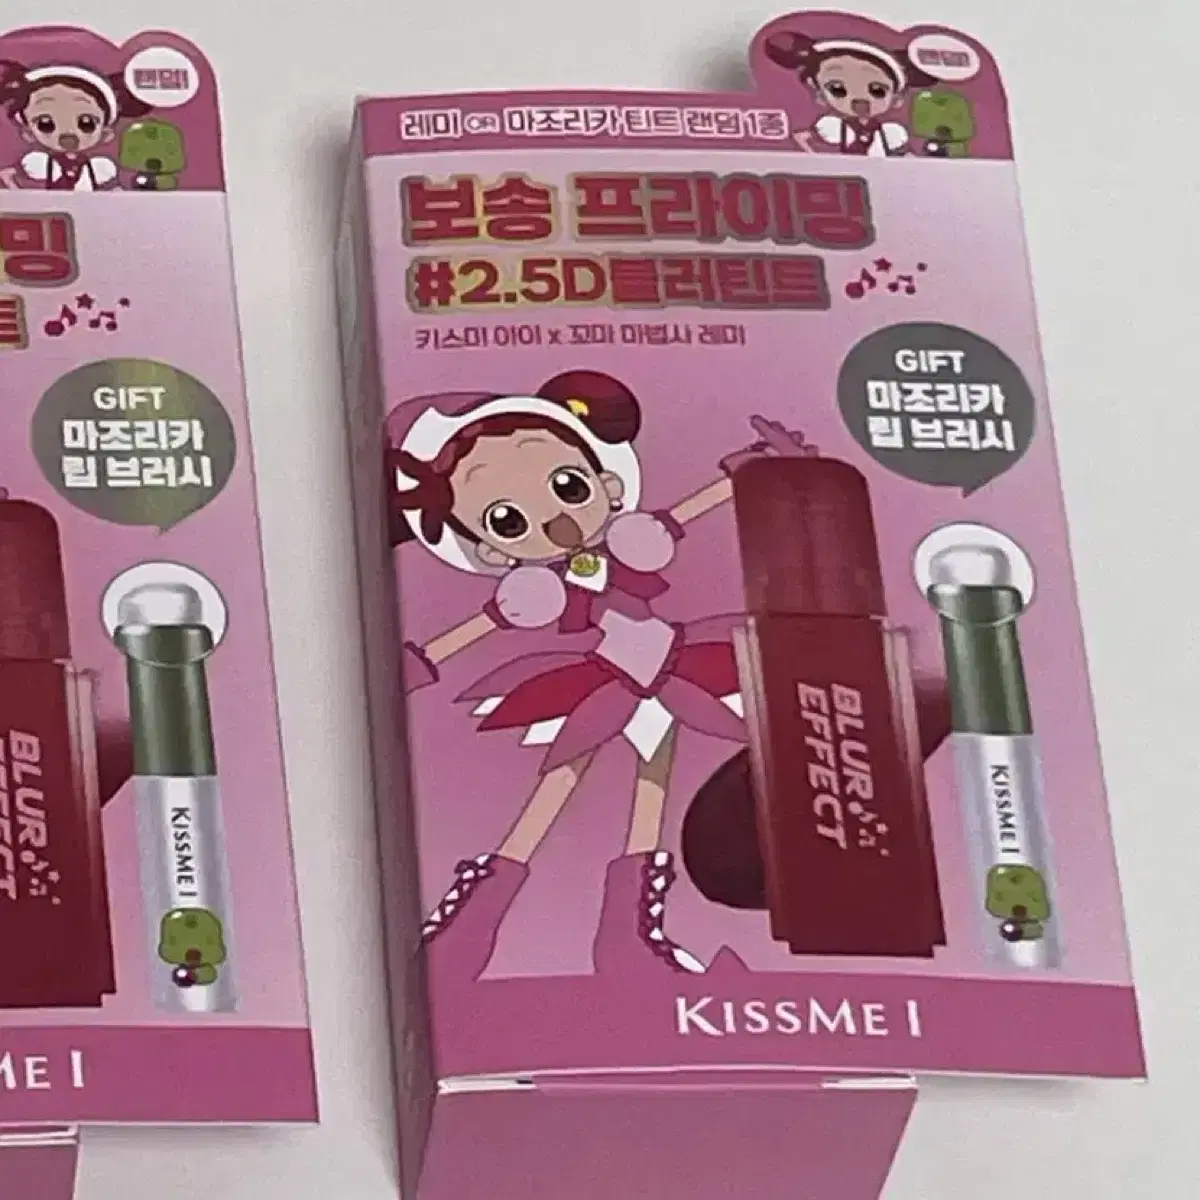 랜덤!
밍
트
GIFT
마조리카
립 브러시
BLUR
EFFECT
KISSME I
ME I
랜덤!
레미 OR 마조리카 틴트 랜덤 1종
보송 프라이밍
#2.5D블러틴트
키스미 아이 x 꼬마 마법사 레미
GIFT
마조리카
립 브러시
BLUR
EFFECT
KISSME I
KISSME I